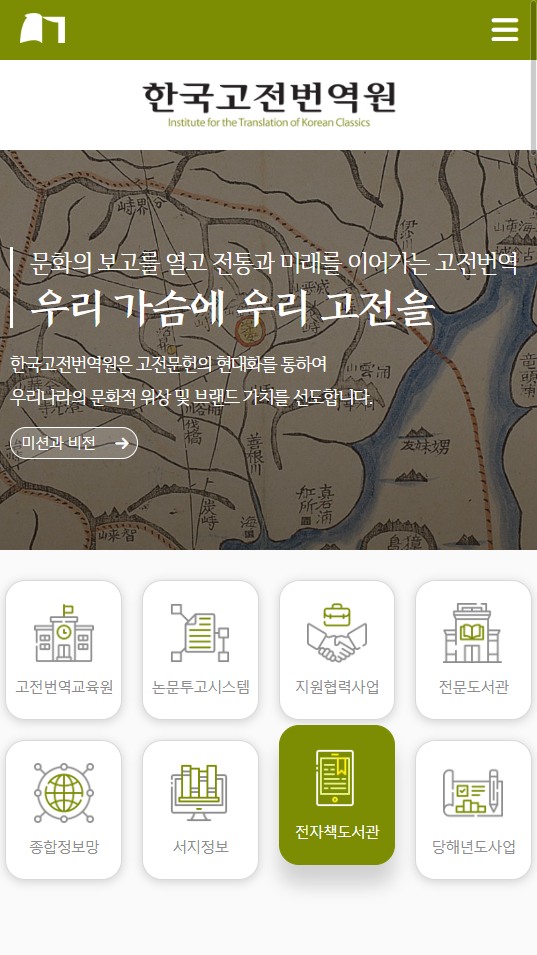 한국고전번역원
Institute for the Translation of Korean Classics
문화의 보고를 열고 전통과 미래를 이어가는 고전번역
우리 가슴에 우리 고전을
한국고전번역원은 고전문헌의 현대화를 통하여
우리나라의 문화적 위상 및 브랜드 가치를 선도합니다.
미션과 비전
고전번역교육원
논문투고시스템
지원협력사업
전문도서관
종합정보망
서지정보
전자책도서관
당해년도사업